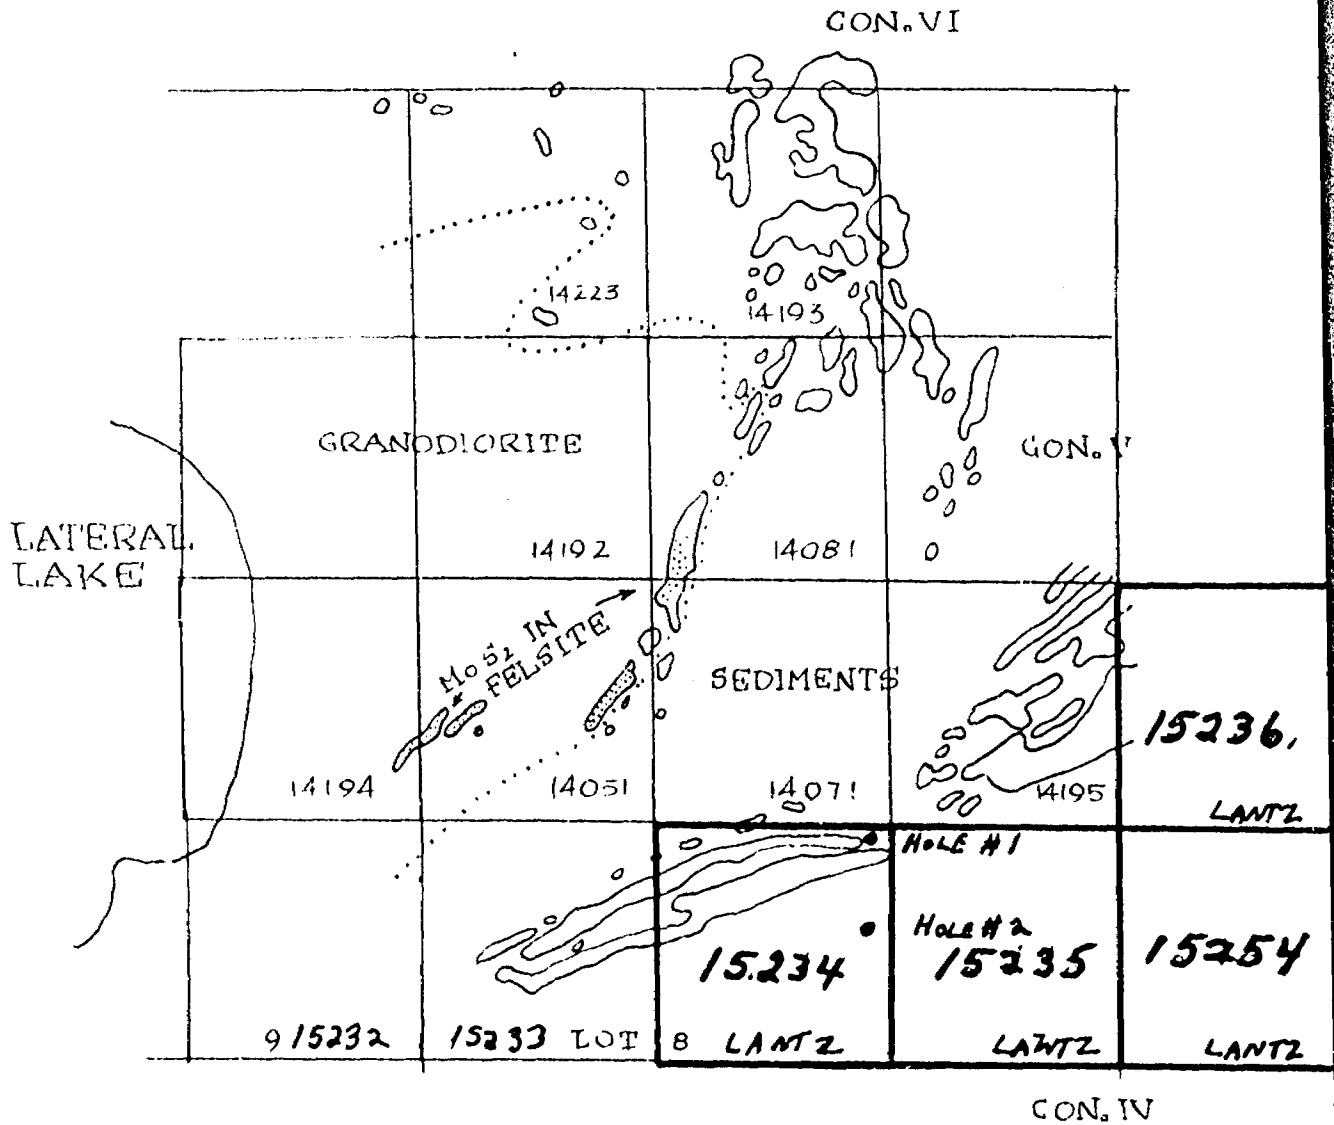 CON. VI
14223
14193
GRANODIORITE
CON. V
LATERAL
LAKE
14192
14081
MoS2 IN
FELSITE
SEDIMENTS
15236.
14194
14051
14071
14195
LANTZ
HOLE #1
HOLE #2
15.234
15235
15254
9 15232
15233 LOT 8
LANTZ
LANTZ
LANTZ
CON. IV